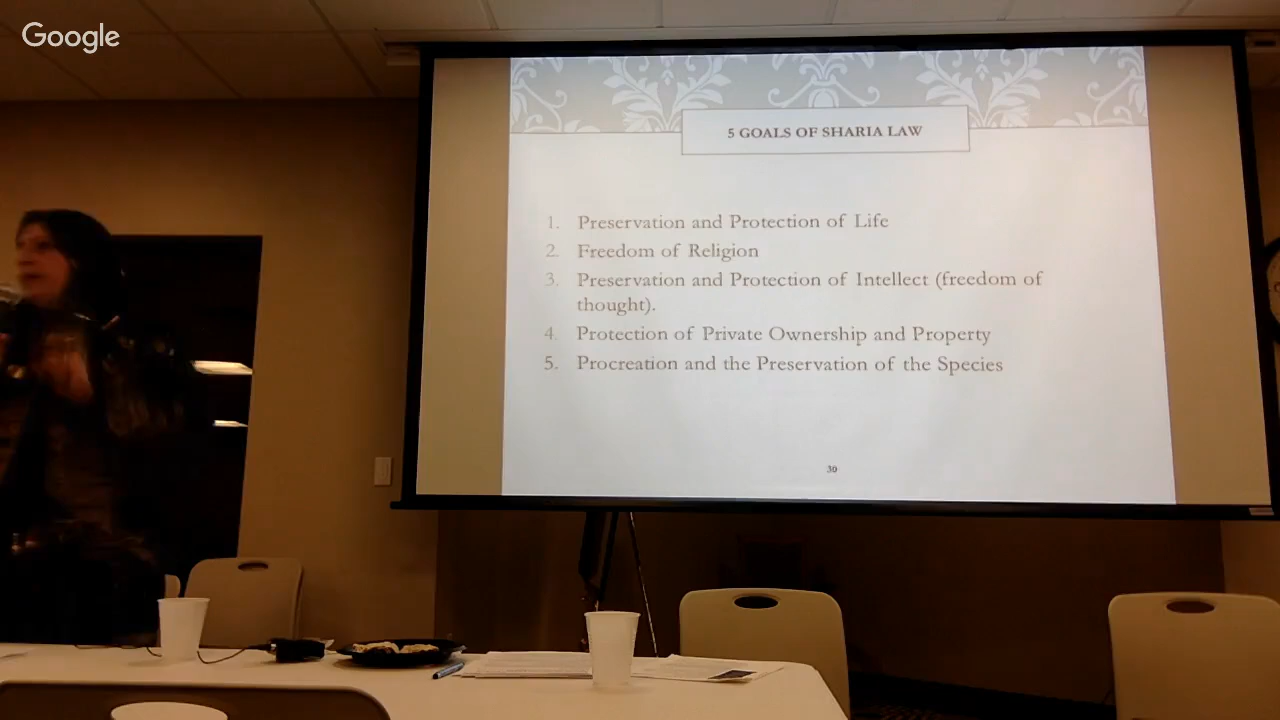 Google
5 GOALS OF SHARIA LAW
1. Preservation and Protection of Life
2. Freedom of Religion
3. Preservation and Protection of Intellect (freedom of
thought).
4. Protection of Private Ownership and Property
5. Procreation and the Preservation of the Species
30